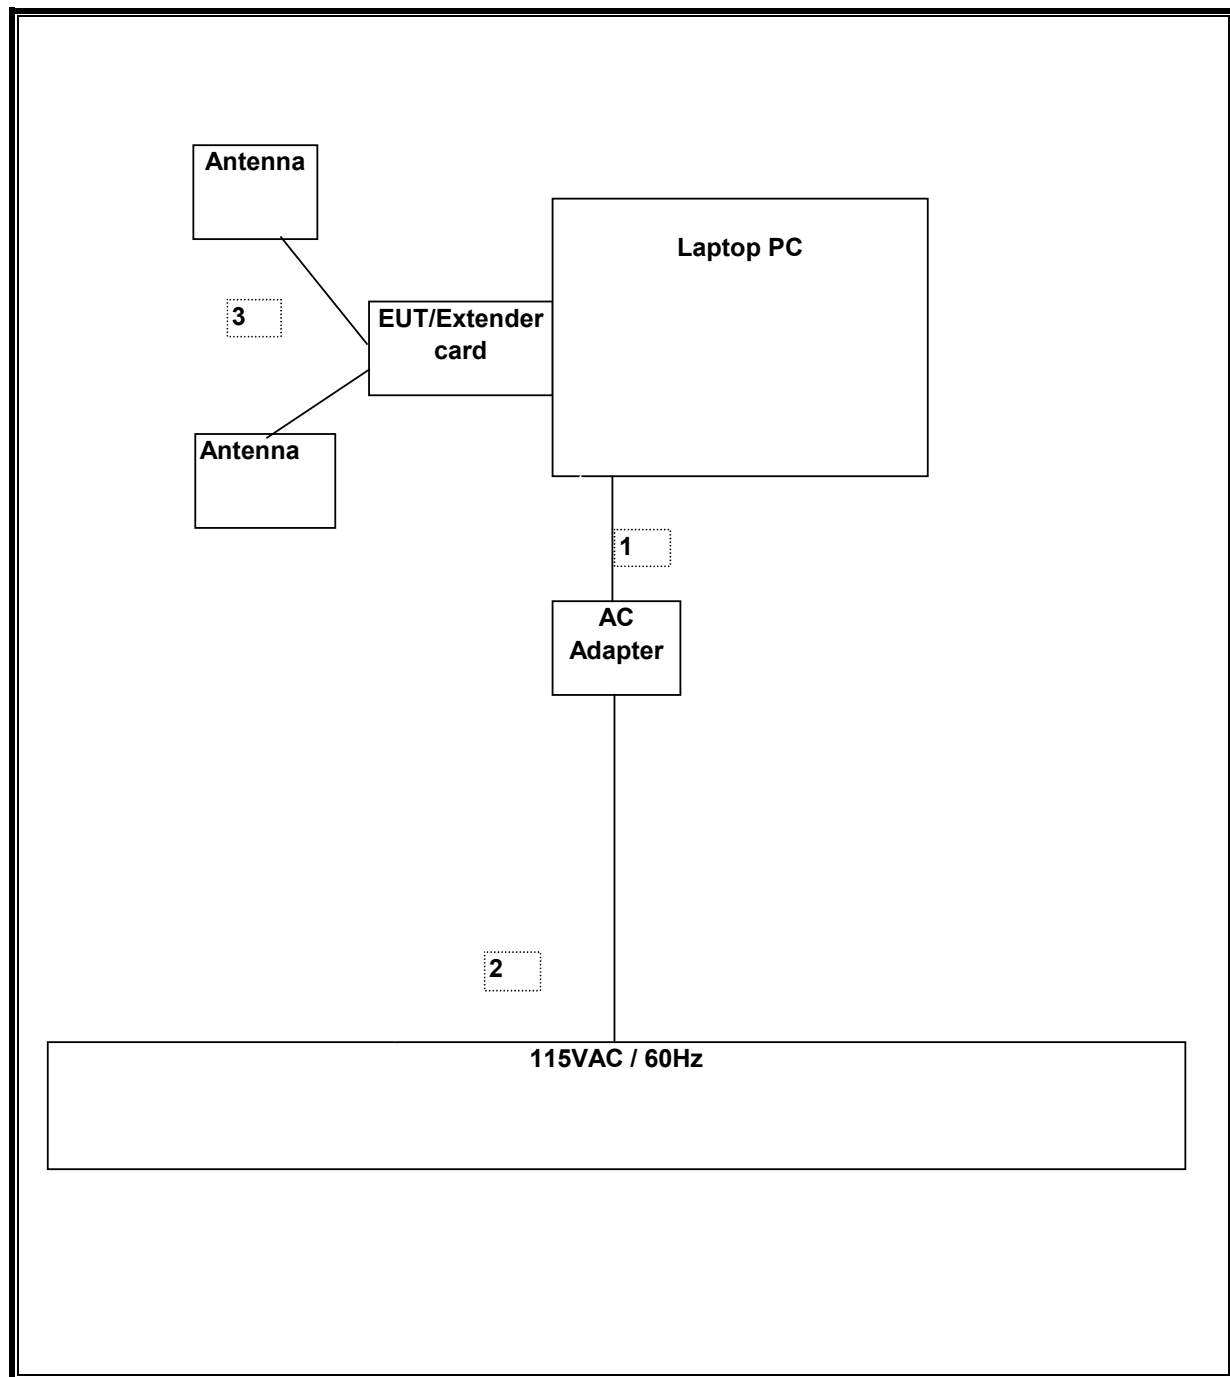 Antenna
Laptop PC
3
EUT/Extender
card
Antenna
1
AC
Adapter
2
115VAC / 60Hz